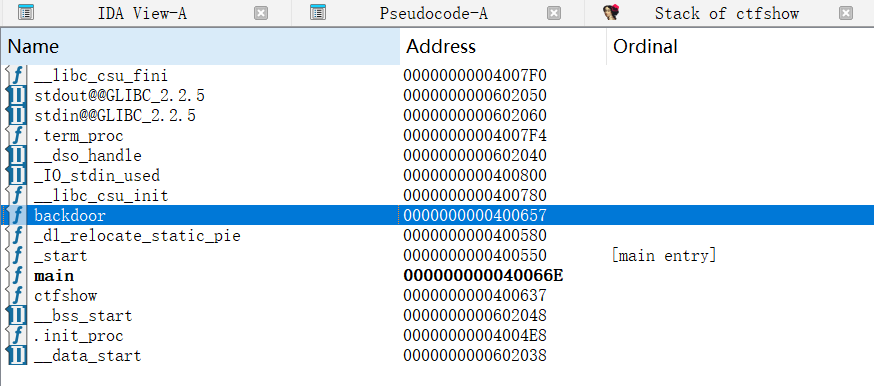 IDA View-A Pseudocode-A Stack of ctfshow
Name Address Ordinal
f __libc_csu_fini 00000000004007F0
stdout@@GLIBC_2.2.5 0000000000602050
stdin@@GLIBC_2.2.5 0000000000602060
f .term_proc 00000000004007F4
__dso_handle 0000000000602040
_IO_stdin_used 0000000000400800
f __libc_csu_init 0000000000400780
f backdoor 0000000000400657
f _dl_relocate_static_pie 0000000000400580
f _start 0000000000400550 [main entry]
f main 000000000040066E
f ctfshow 0000000000400637
__bss_start 0000000000602048
f .init_proc 00000000004004E8
__data_start 0000000000602038